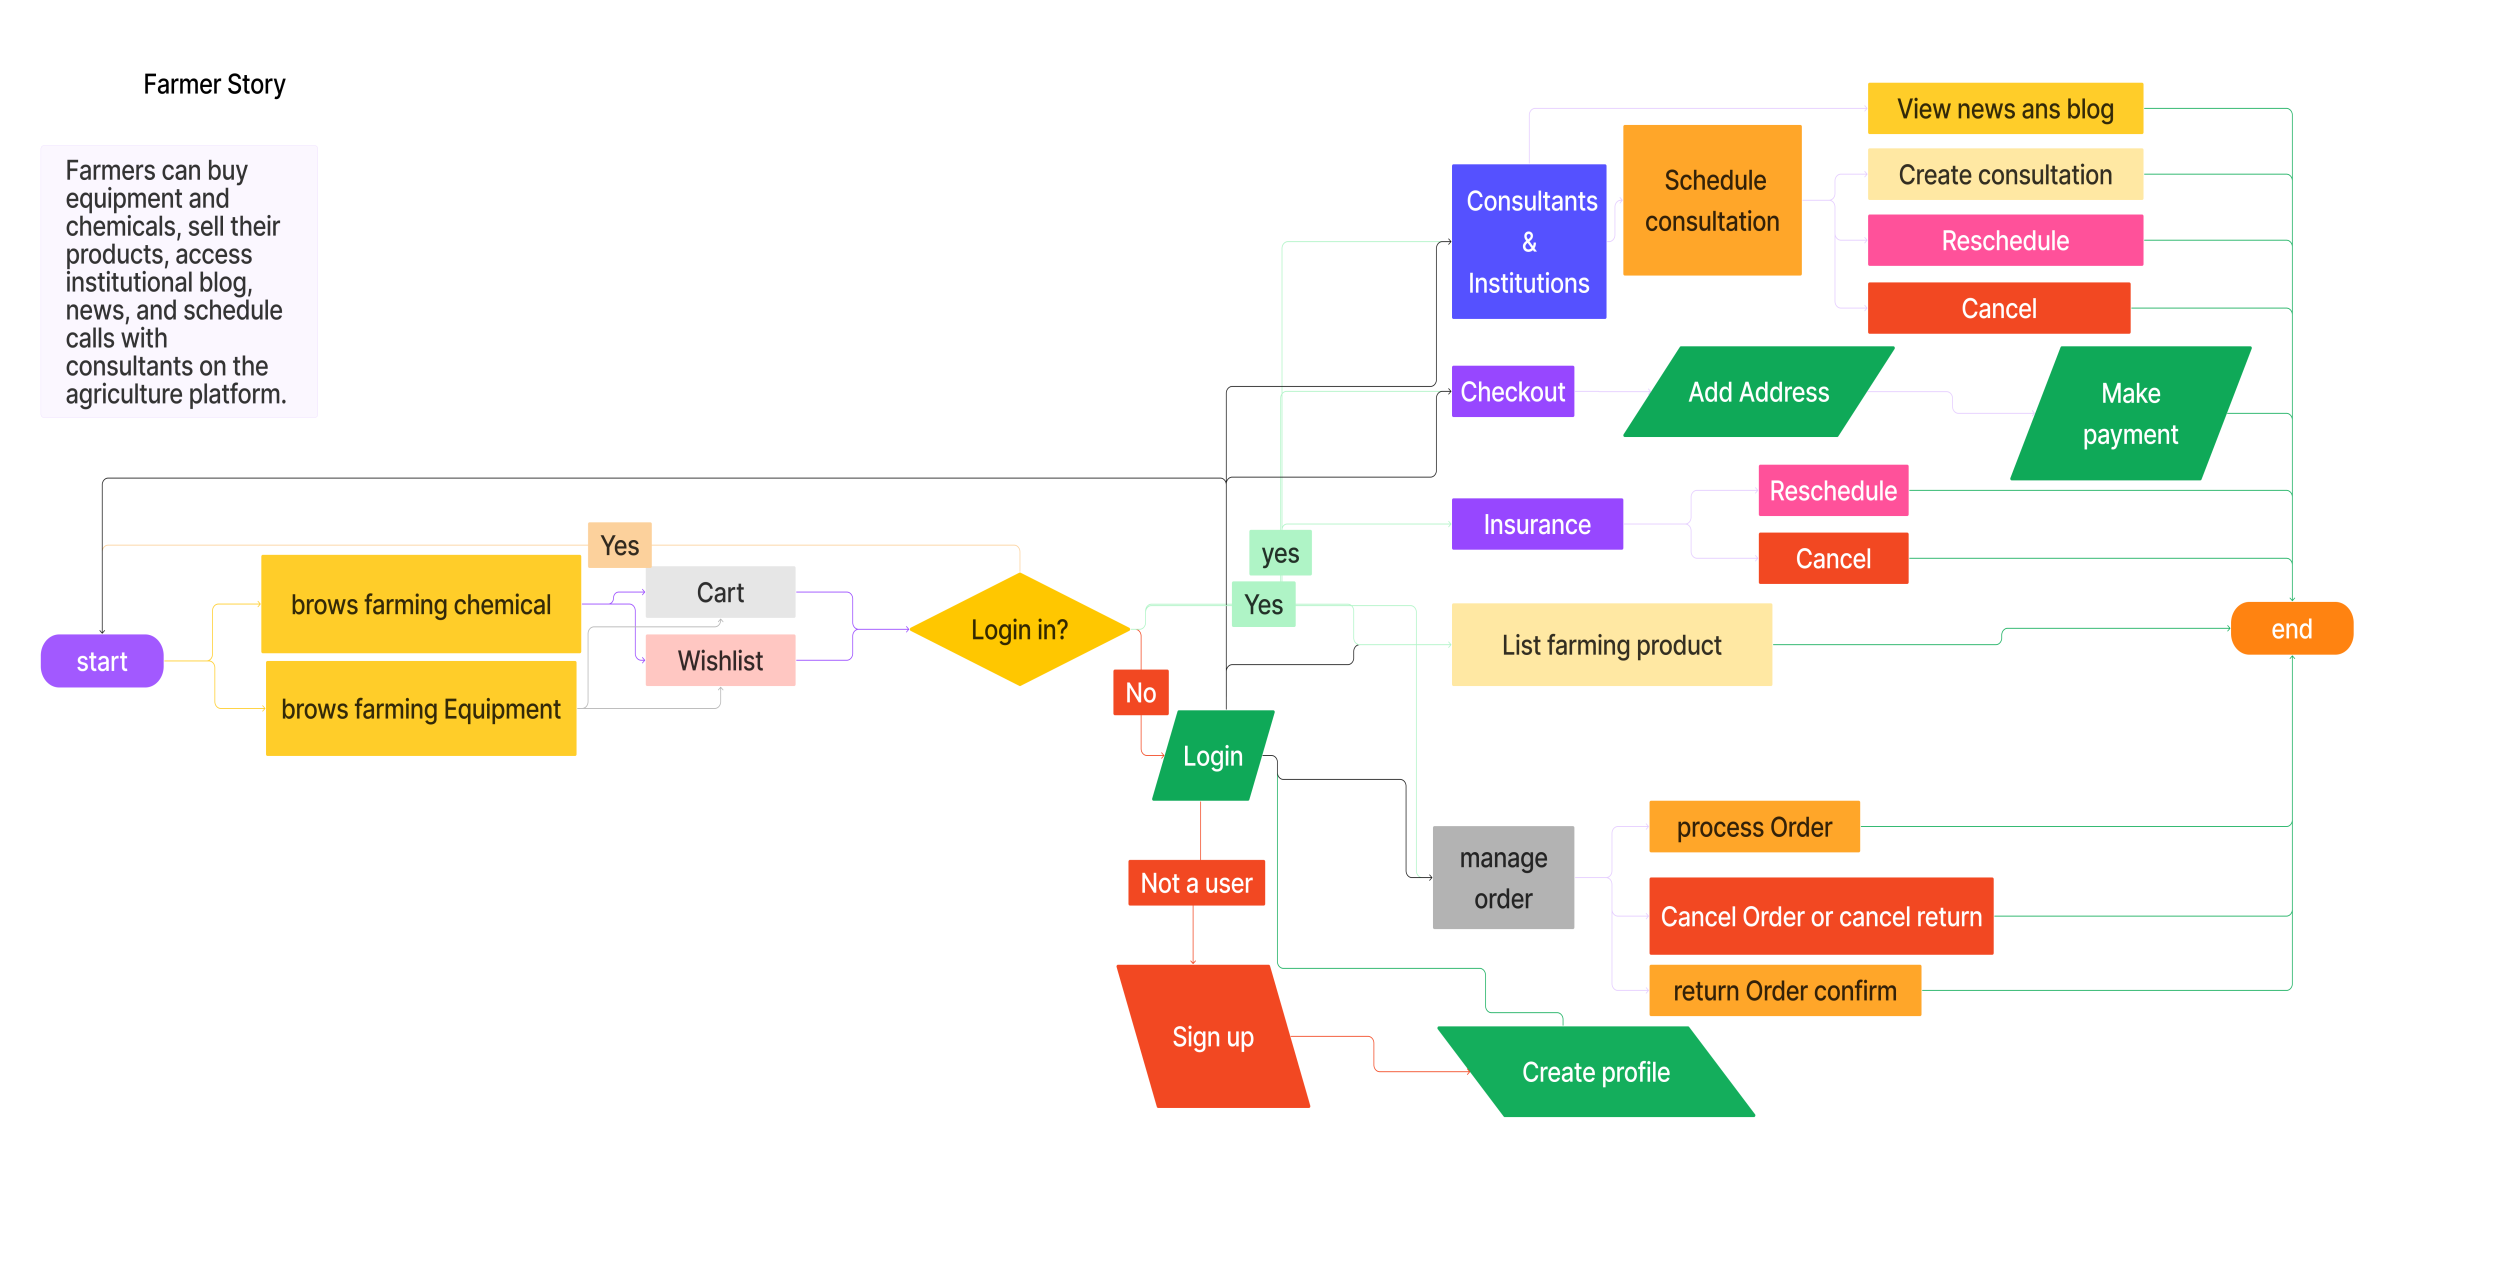 Farmer Story
Farmers can buy
equipment and
chemicals, sell their
products, access
institutional blog,
news, and schedule
calls with
consultants on the
agriculture platform.
start
brows farming chemical
brows farming Equipment
Yes
Cart
Wishlist
Login in?
yes
Yes
No
Login
Not a user
Sign up
Create profile
Consultants
&
Institutions
Schedule
consultation
View news ans blog
Create consultation
Reschedule
Cancel
Checkout
Add Address
Make
payment
Insurance
Reschedule
Cancel
List farming product
end
manage
order
process Order
Cancel Order or cancel return
return Order confirm